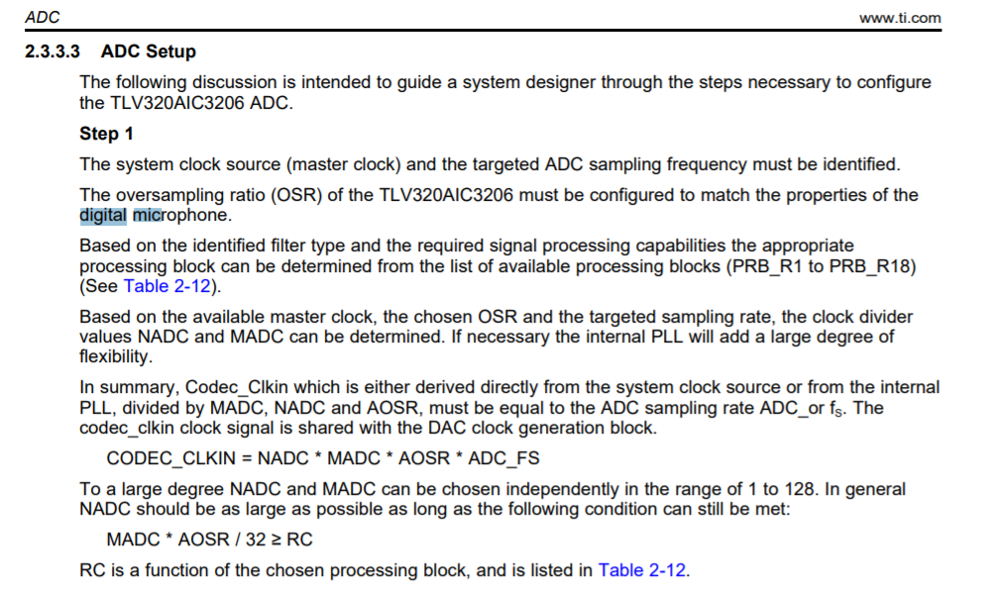 ADC www.ti.com
2.3.3.3 ADC Setup
The following discussion is intended to guide a system designer through the steps necessary to configure
the TLV320AIC3206 ADC.
Step 1
The system clock source (master clock) and the targeted ADC sampling frequency must be identified.
The oversampling ratio (OSR) of the TLV320AIC3206 must be configured to match the properties of the
digital microphone.
Based on the identified filter type and the required signal processing capabilities the appropriate
processing block can be determined from the list of available processing blocks (PRB_R1 to PRB_R18)
(See Table 2-12).
Based on the available master clock, the chosen OSR and the targeted sampling rate, the clock divider
values NADC and MADC can be determined. If necessary the internal PLL will add a large degree of
flexibility.
In summary, Codec_Clkin which is either derived directly from the system clock source or from the internal
PLL, divided by MADC, NADC and AOSR, must be equal to the ADC sampling rate ADC_or fS. The
codec_clkin clock signal is shared with the DAC clock generation block.
CODEC_CLKIN = NADC * MADC * AOSR * ADC_FS
To a large degree NADC and MADC can be chosen independently in the range of 1 to 128. In general
NADC should be as large as possible as long as the following condition can still be met:
MADC * AOSR / 32 ≥ RC
RC is a function of the chosen processing block, and is listed in Table 2-12.